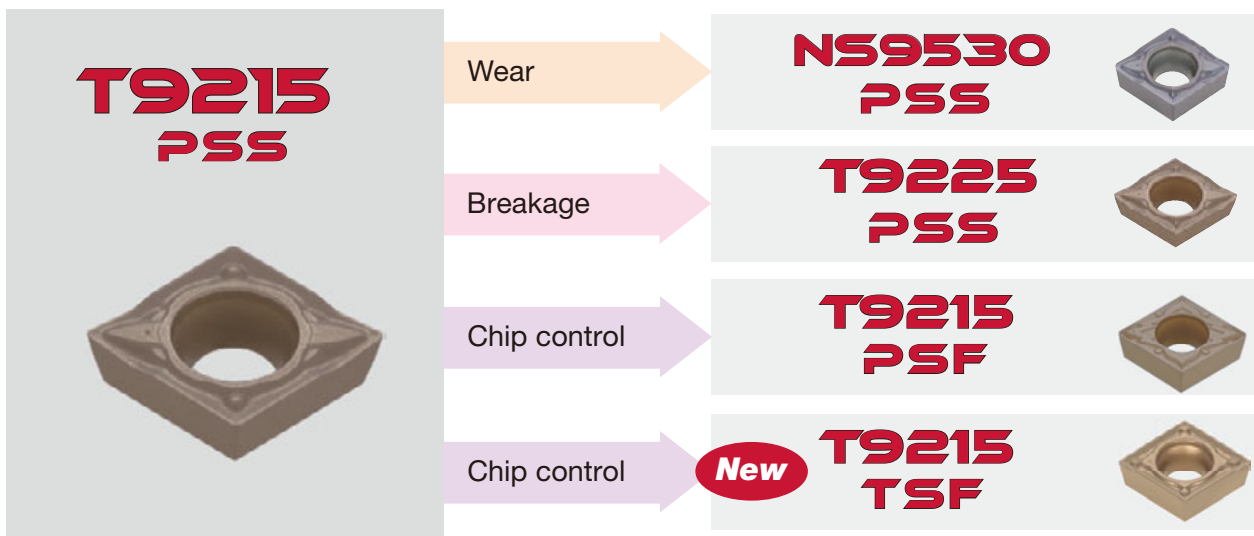 T9215
PSS
Wear
NS9530
PSS
Breakage
T9225
PSS
Chip control
T9215
PSF
Chip control
New
T9215
TSF